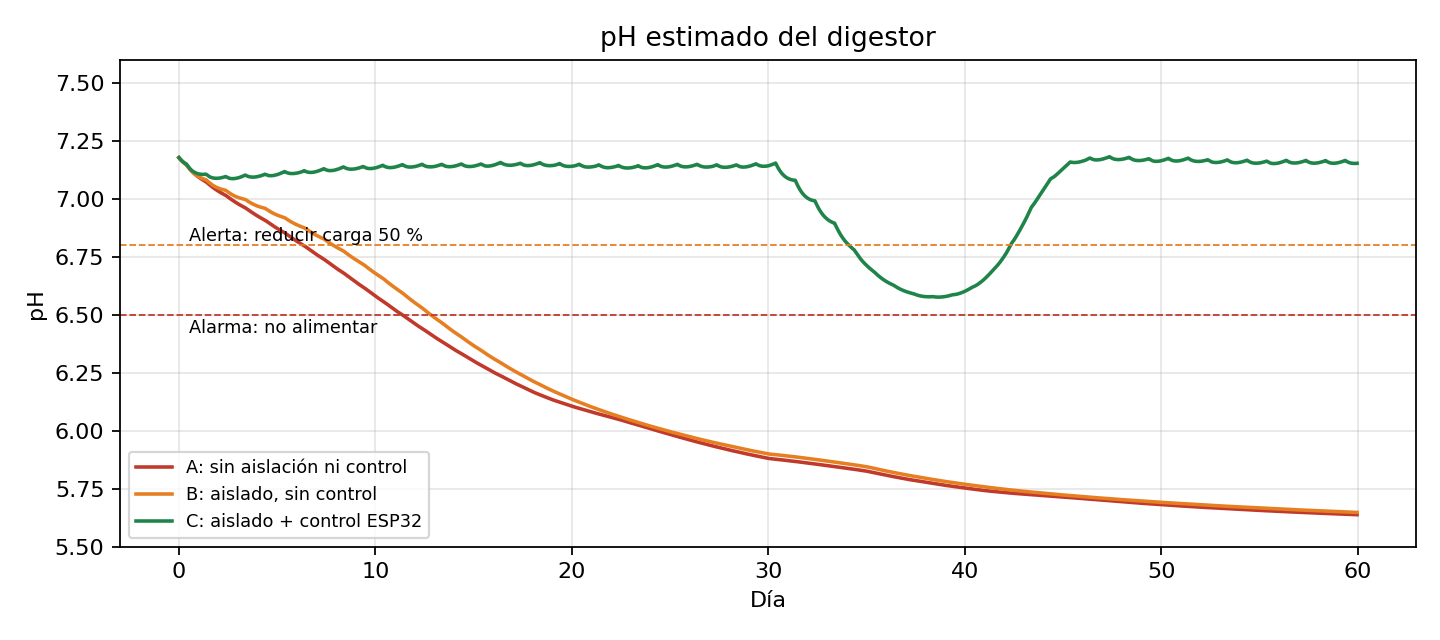 pH estimado del digestor
pH
7.50
7.25
7.00
6.75
6.50
6.25
6.00
5.75
5.50
Alerta: reducir carga 50 %
Alarma: no alimentar
A: sin aislación ni control
B: aislado, sin control
C: aislado + control ESP32
0 10 20 30 40 50 60
Día